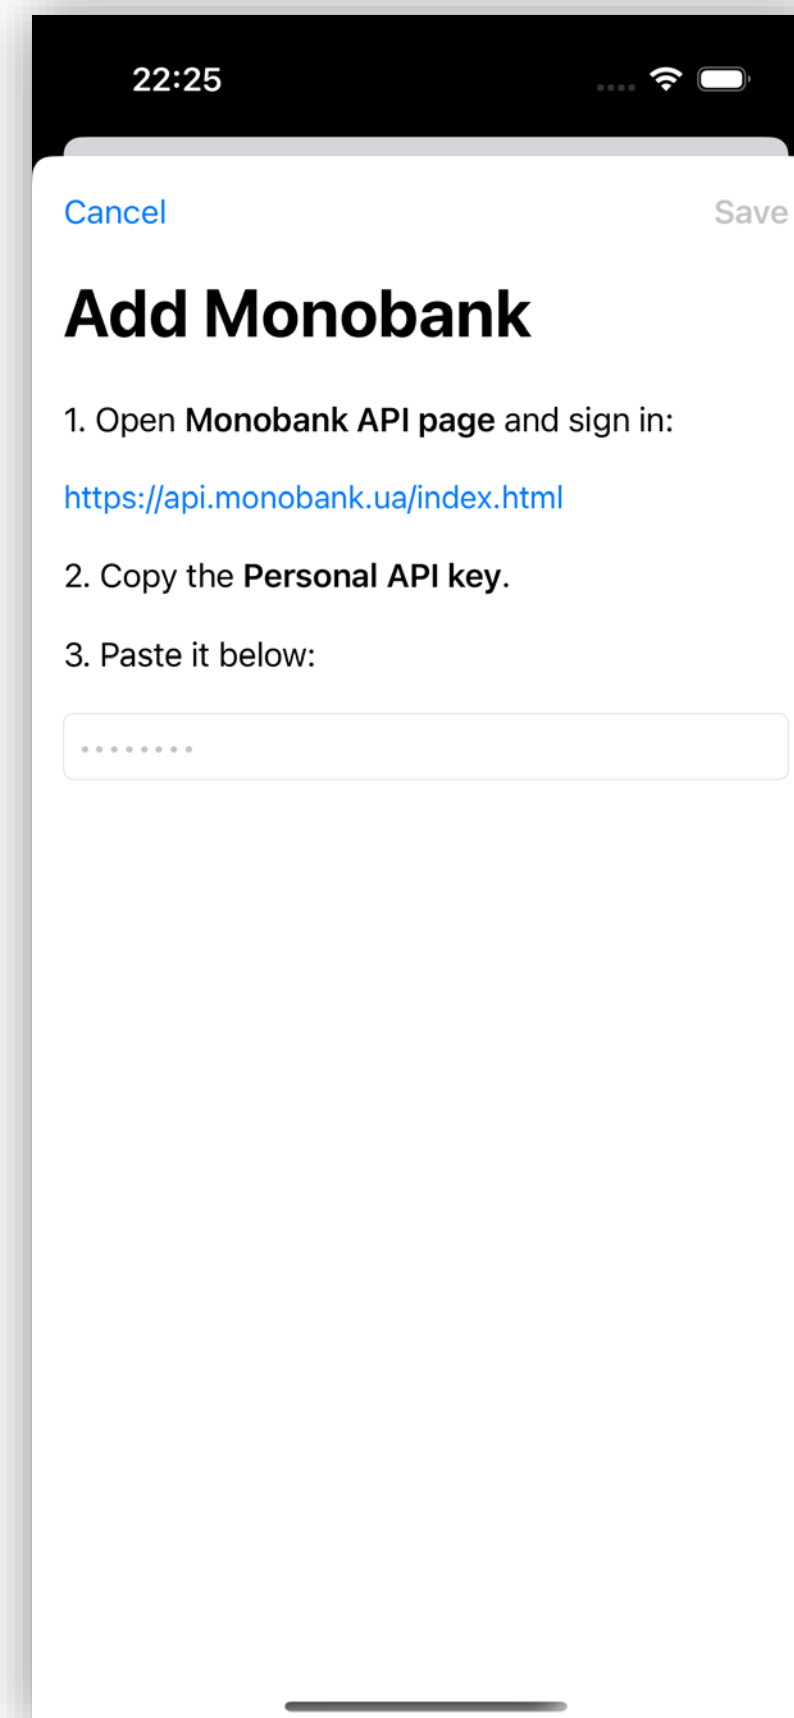 22:25
Cancel
Save
Add Monobank
1. Open Monobank API page and sign in:
https://api.monobank.ua/index.html
2. Copy the Personal API key.
3. Paste it below: